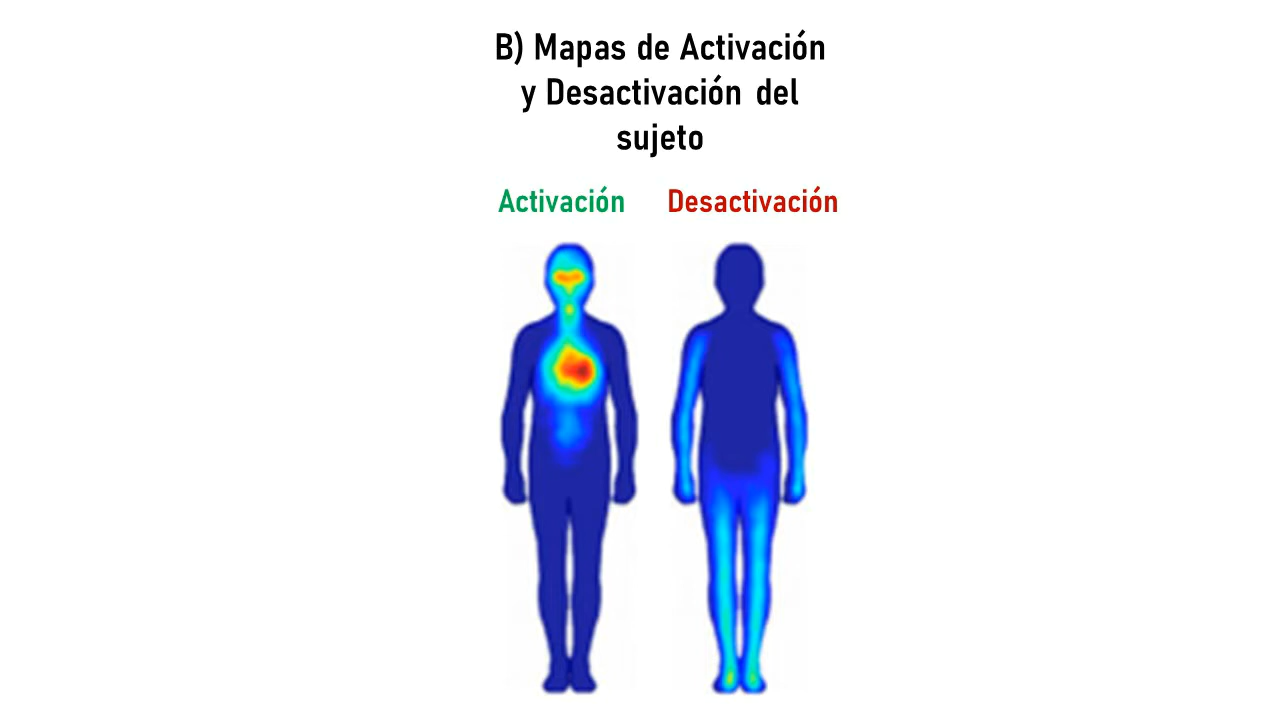 B) Mapas de Activación
y Desactivación del
sujeto
Activación Desactivación